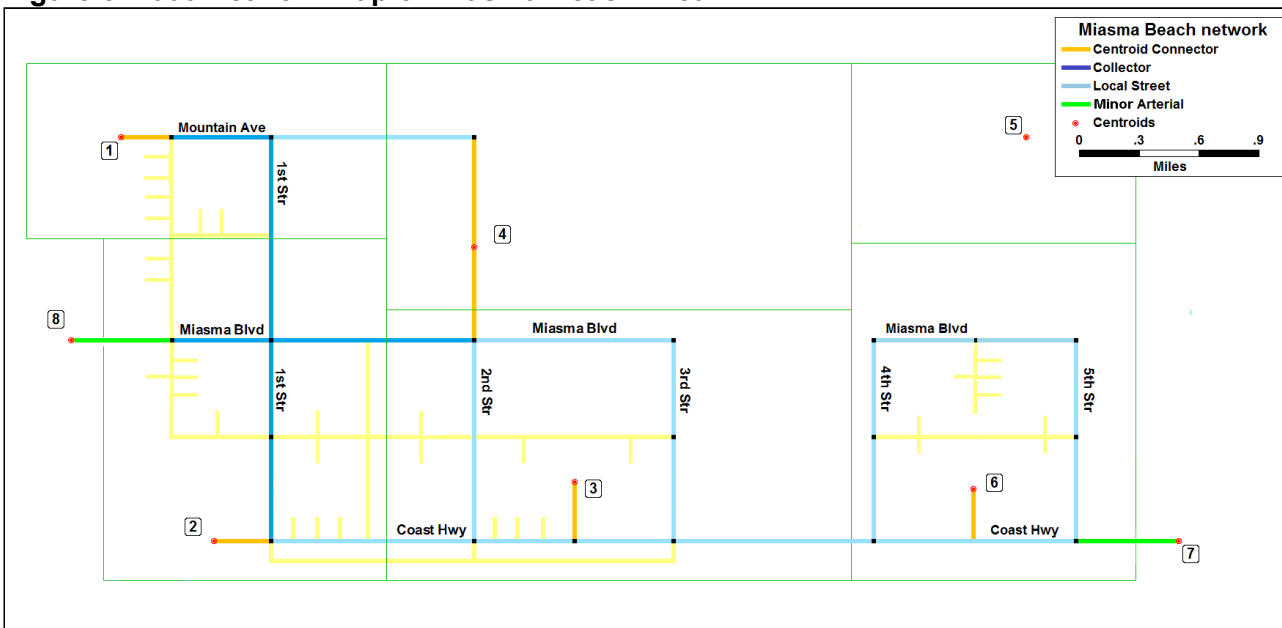 Miasma Beach network
Centroid Connector
Collector
Local Street
Minor Arterial
Centroids
0 .3 .6 .9
Miles
5
Mountain Ave
1
1st Str
4
8
Miasma Blvd
Miasma Blvd
Miasma Blvd
1st Str
2nd Str
3rd Str
4th Str
5th Str
3
6
2
Coast Hwy
Coast Hwy
7